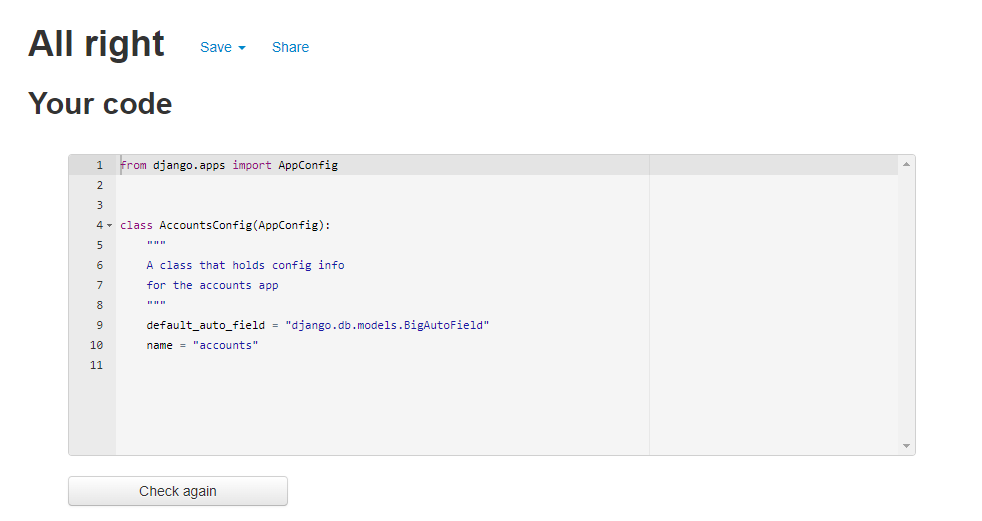 All right Save Share
Your code
1 from django.apps import AppConfig
2
3
4 class AccountsConfig(AppConfig):
5     """
6     A class that holds config info
7     for the accounts app
8     """
9     default_auto_field = "django.db.models.BigAutoField"
10     name = "accounts"
11
Check again